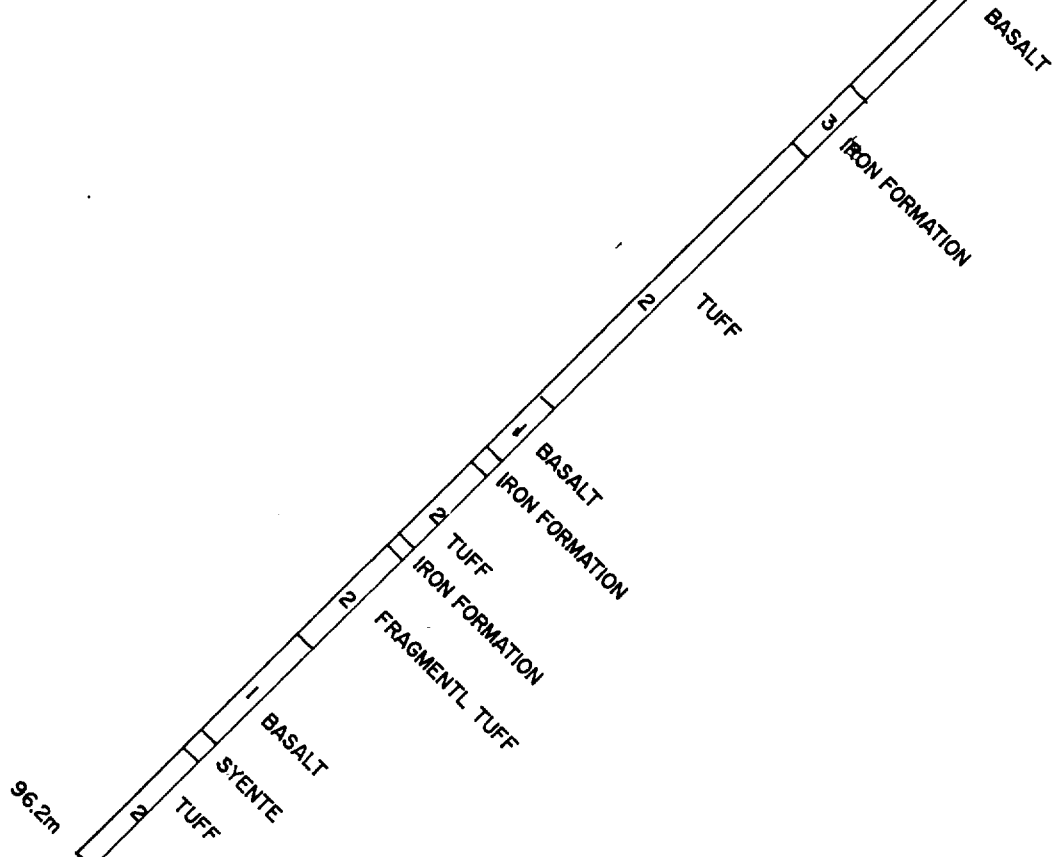 BASALT
3
IRON FORMATION
2
TUFF
1
BASALT
IRON FORMATION
2
TUFF
IRON FORMATION
2
FRAGMENTL TUFF
1
BASALT
SYENTE
2
TUFF
96.2m